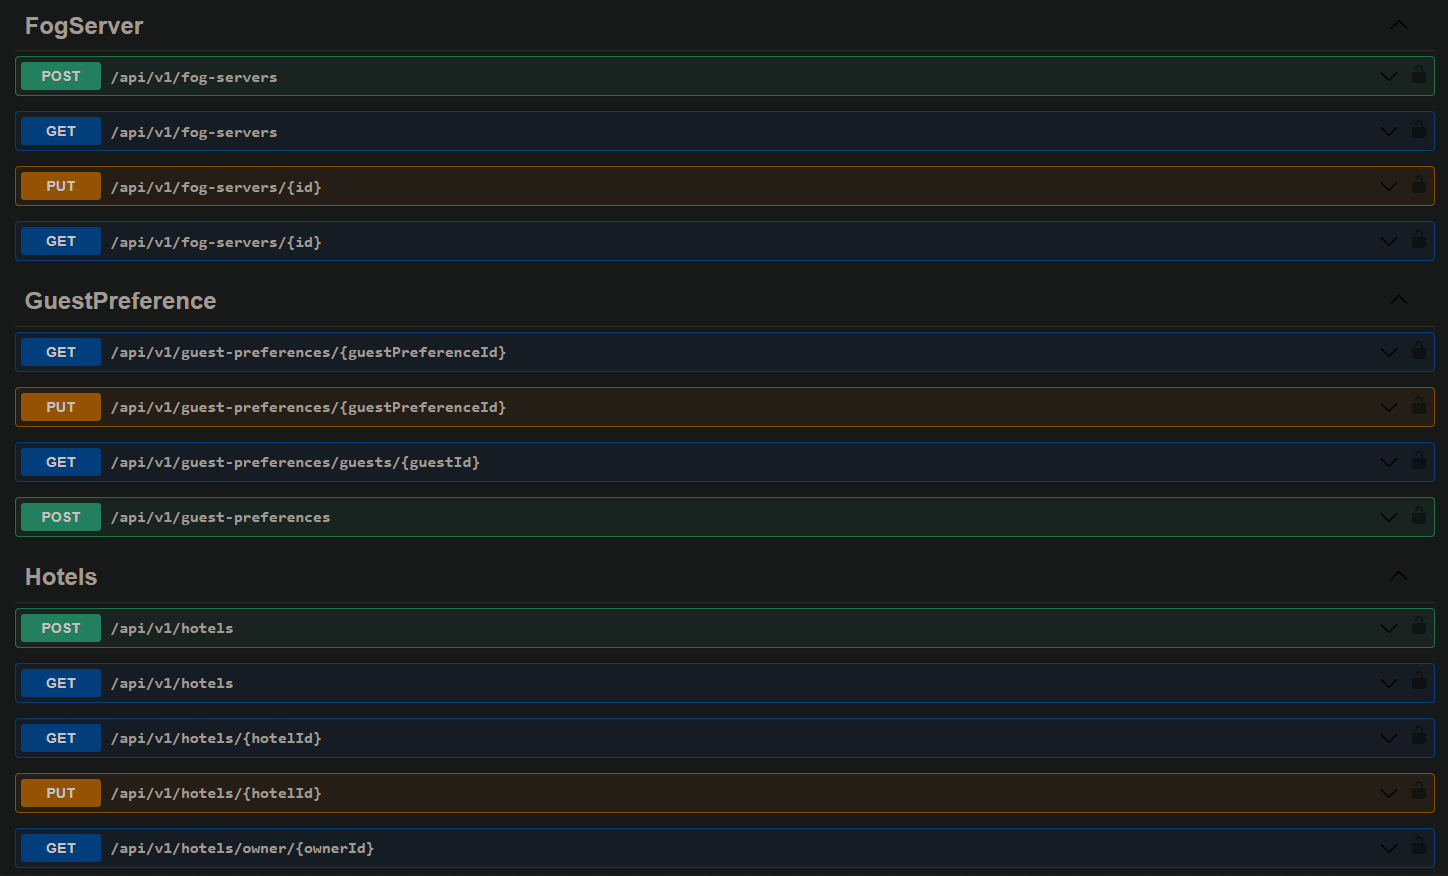 FogServer
POST /api/v1/fog-servers
GET /api/v1/fog-servers
PUT /api/v1/fog-servers/{id}
GET /api/v1/fog-servers/{id}
GuestPreference
GET /api/v1/guest-preferences/{guestPreferenceId}
PUT /api/v1/guest-preferences/{guestPreferenceId}
GET /api/v1/guest-preferences/guests/{guestId}
POST /api/v1/guest-preferences
Hotels
POST /api/v1/hotels
GET /api/v1/hotels
GET /api/v1/hotels/{hotelId}
PUT /api/v1/hotels/{hotelId}
GET /api/v1/hotels/owner/{ownerId}